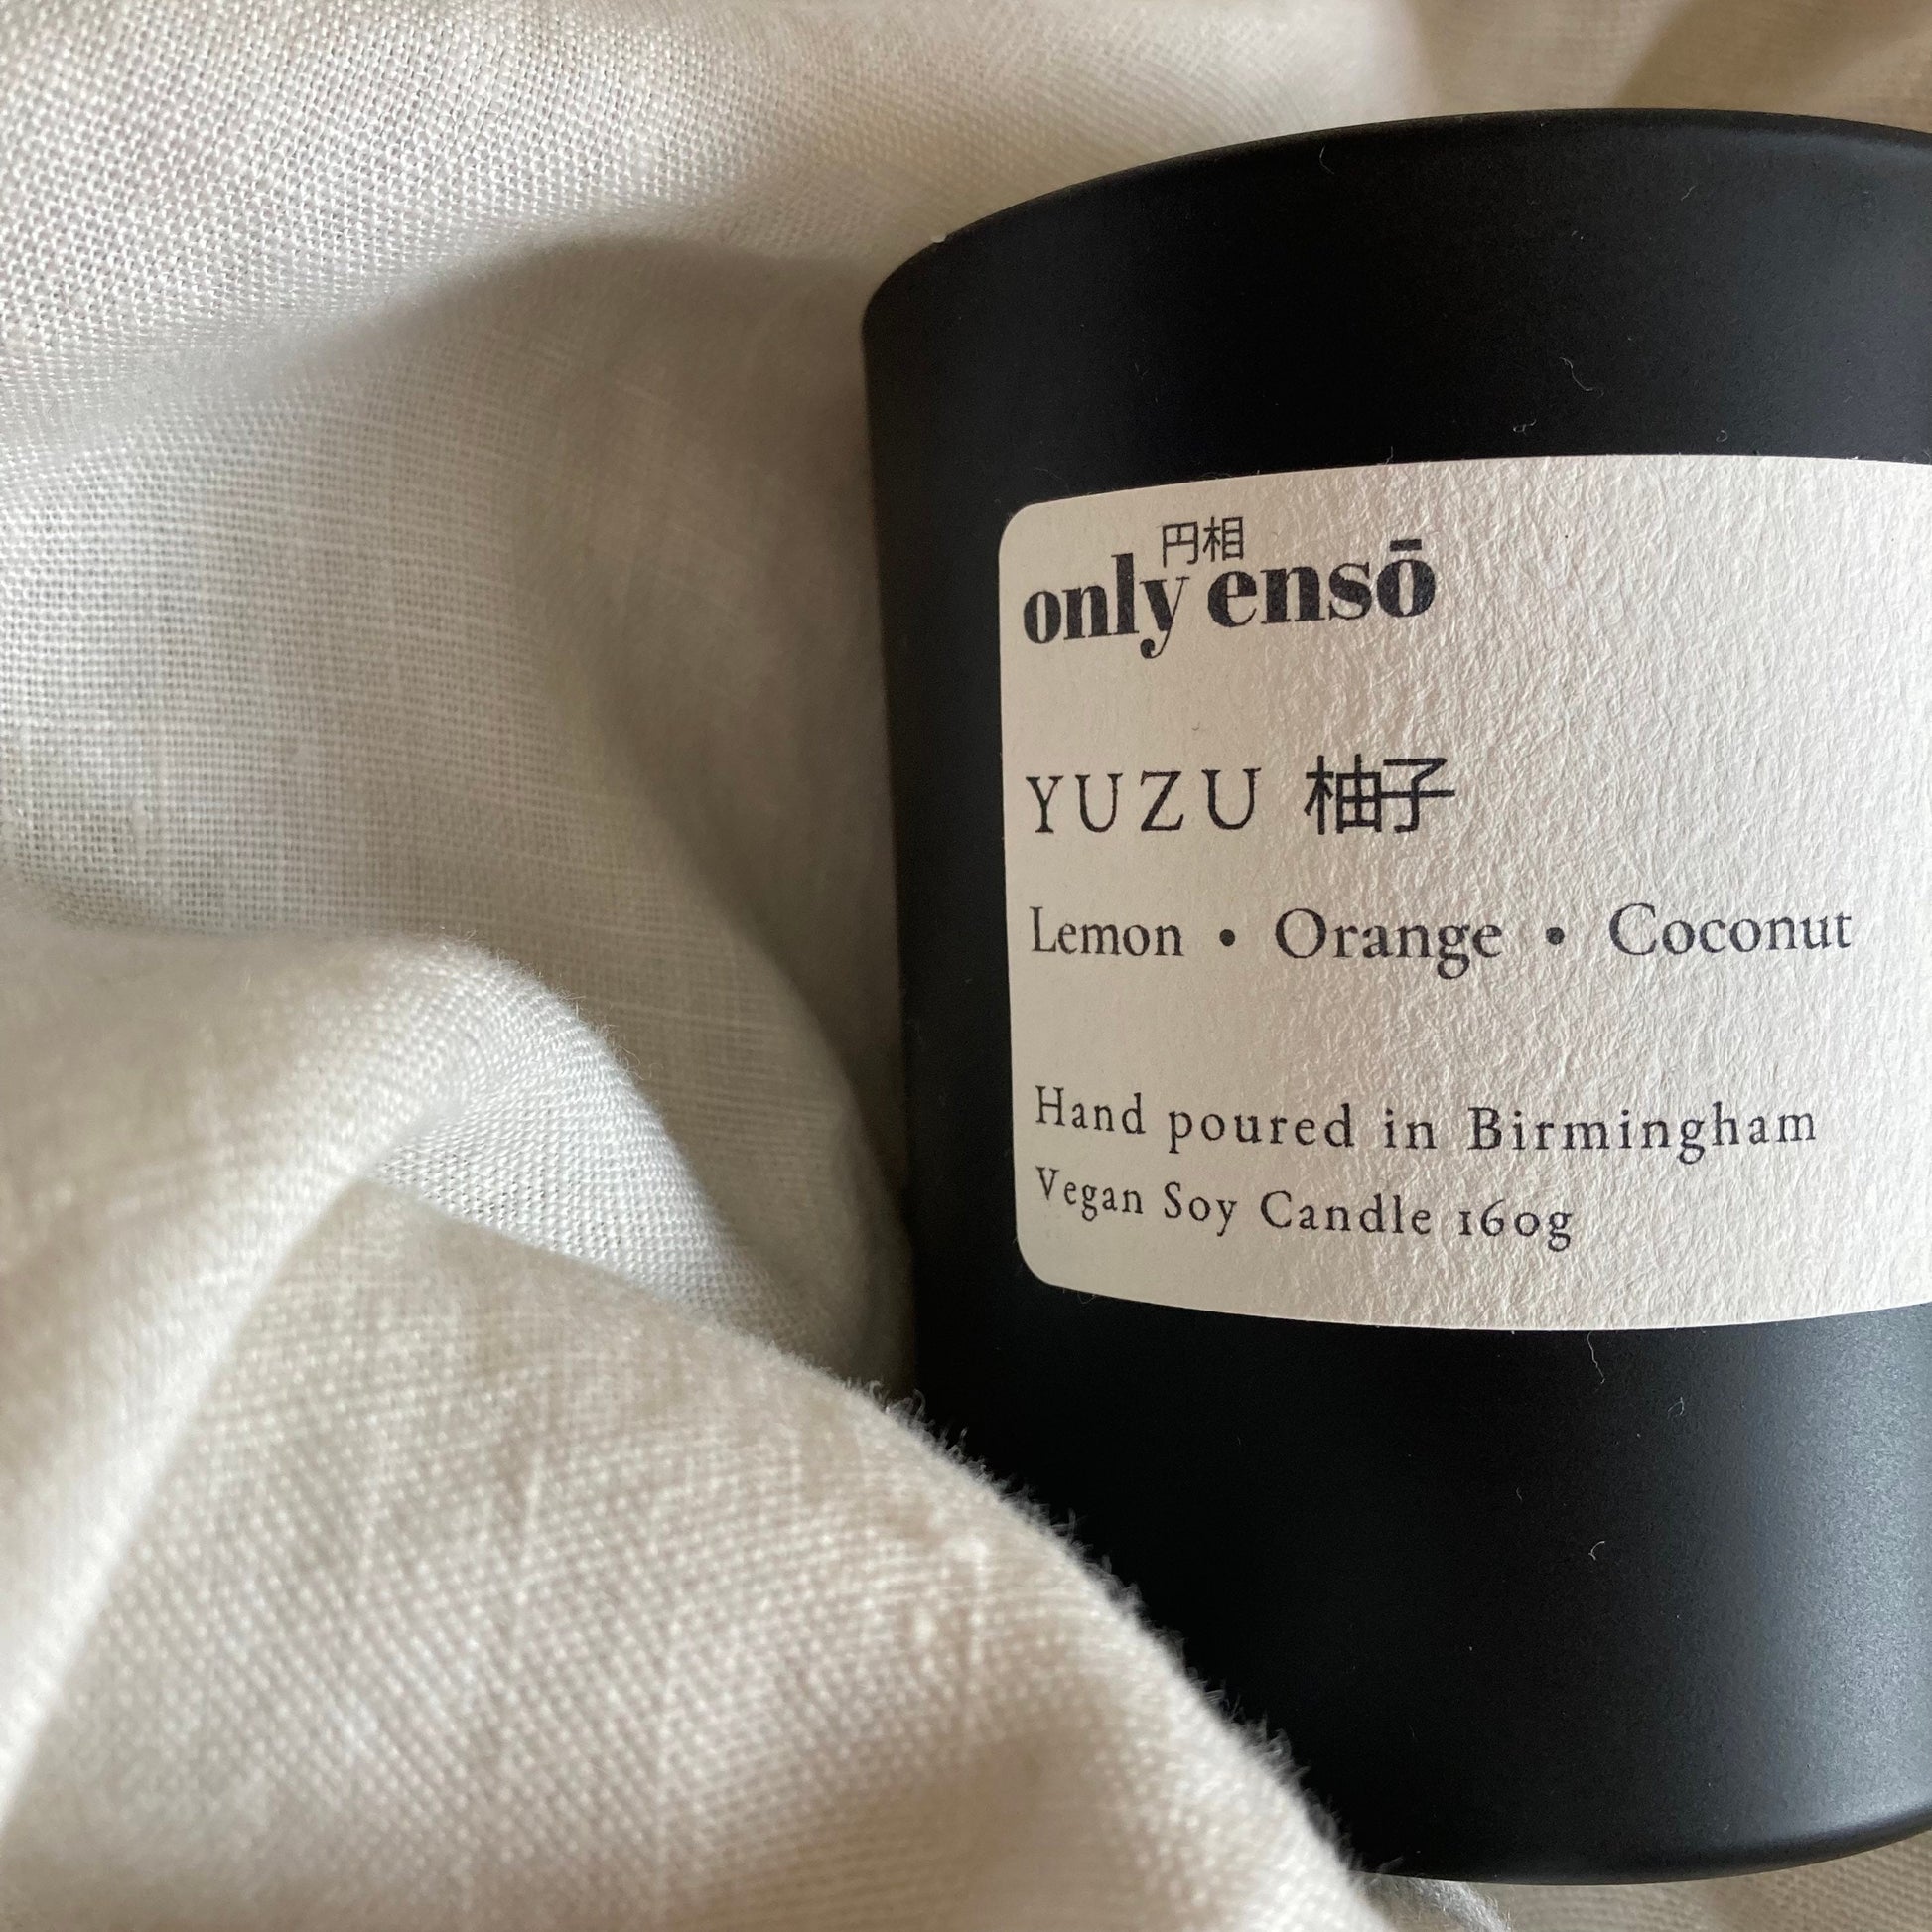 円相
only ensō
YUZU 柚子
Lemon • Orange • Coconut
Hand poured in Birmingham
Vegan Soy Candle 160g